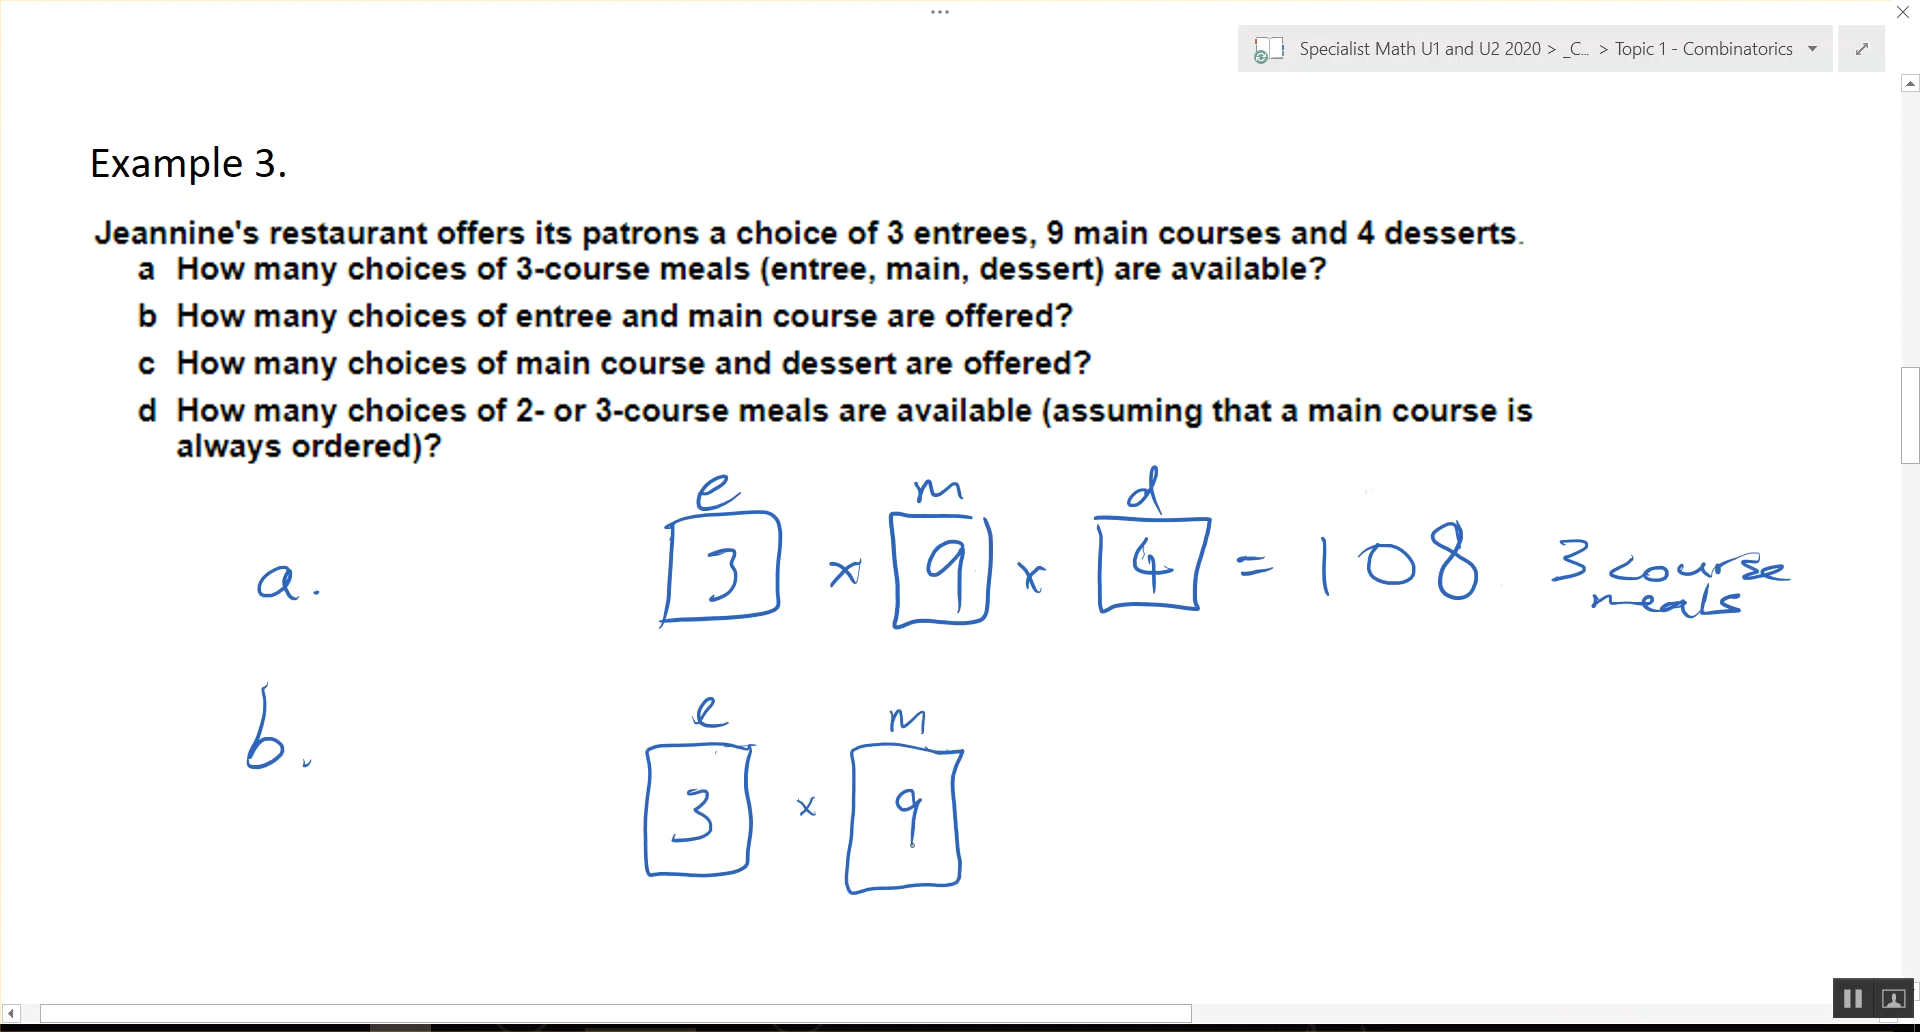 Specialist Math U1 and U2 2020 > _C... > Topic 1 - Combinatorics
Example 3.
Jeannine's restaurant offers its patrons a choice of 3 entrees, 9 main courses and 4 desserts.
a How many choices of 3-course meals (entree, main, dessert) are available?
b How many choices of entree and main course are offered?
c How many choices of main course and dessert are offered?
d How many choices of 2- or 3-course meals are available (assuming that a main course is
always ordered)?
e m d
a. 3 x 9 x 4 = 108 3 course
meals
e m
b. 3 x 9